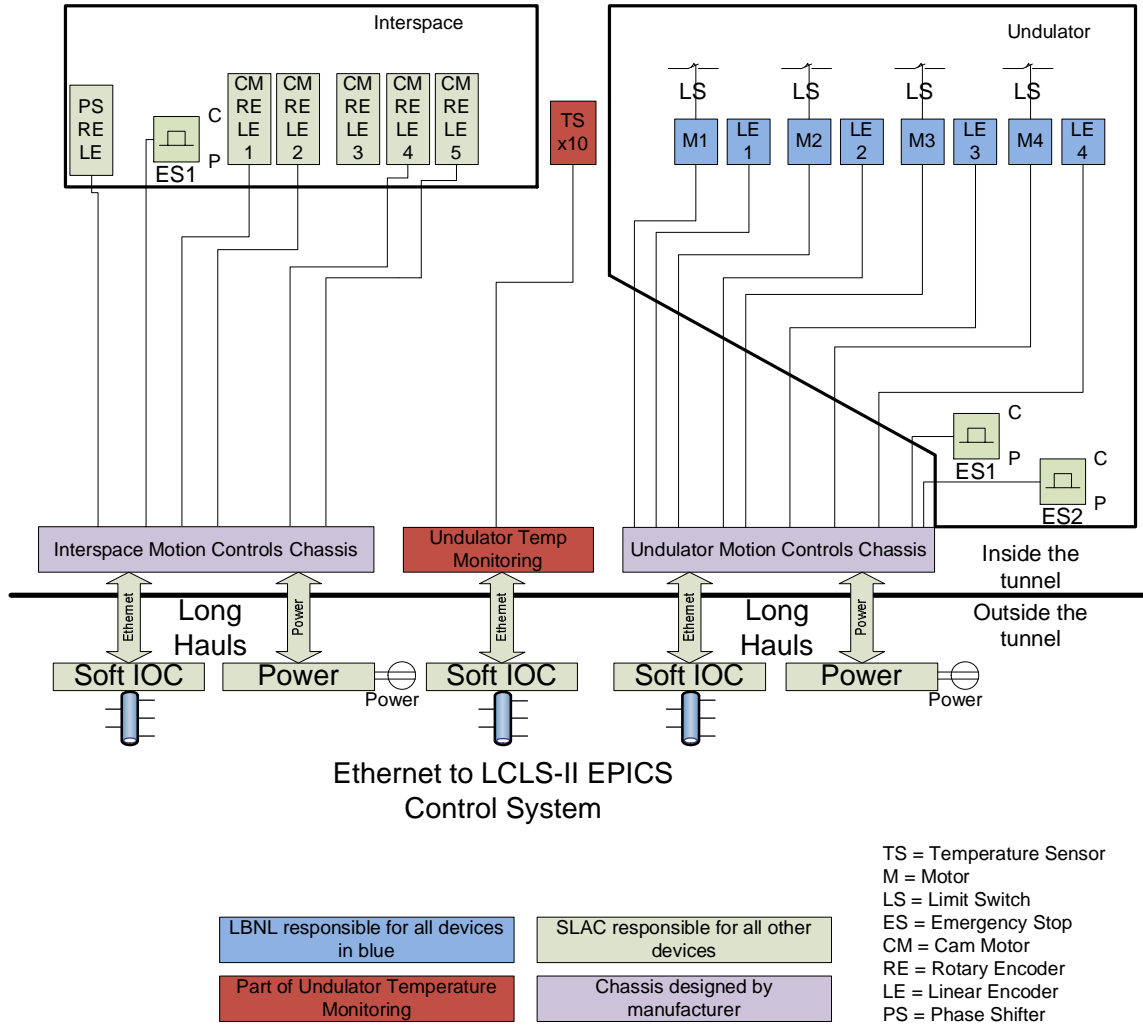 Interspace
Undulator
PS
RE
LE
C
P
ES1
CM
RE
LE
1
CM
RE
LE
2
CM
RE
LE
3
CM
RE
LE
4
CM
RE
LE
5
TS
x10
LS
LS
LS
LS
M1
LE
1
M2
LE
2
M3
LE
3
M4
LE
4
C
P
ES1
C
P
ES2
Interspace Motion Controls Chassis
Undulator Temp
Monitoring
Undulator Motion Controls Chassis
Inside the
tunnel
Outside the
tunnel
Ethernet
Long
Hauls
Power
Ethernet
Ethernet
Long
Hauls
Power
Soft IOC
Power
Power
Soft IOC
Soft IOC
Power
Power
Ethernet to LCLS-II EPICS
Control System
TS = Temperature Sensor
M = Motor
LS = Limit Switch
ES = Emergency Stop
CM = Cam Motor
RE = Rotary Encoder
LE = Linear Encoder
PS = Phase Shifter
LBNL responsible for all devices
in blue
SLAC responsible for all other
devices
Part of Undulator Temperature
Monitoring
Chassis designed by
manufacturer